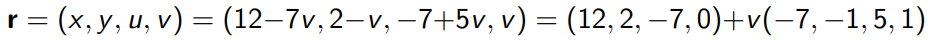 r = (x, y, u, v) = (12−7v, 2−v, −7+5v, v) = (12, 2, −7, 0)+v(−7, −1, 5, 1)